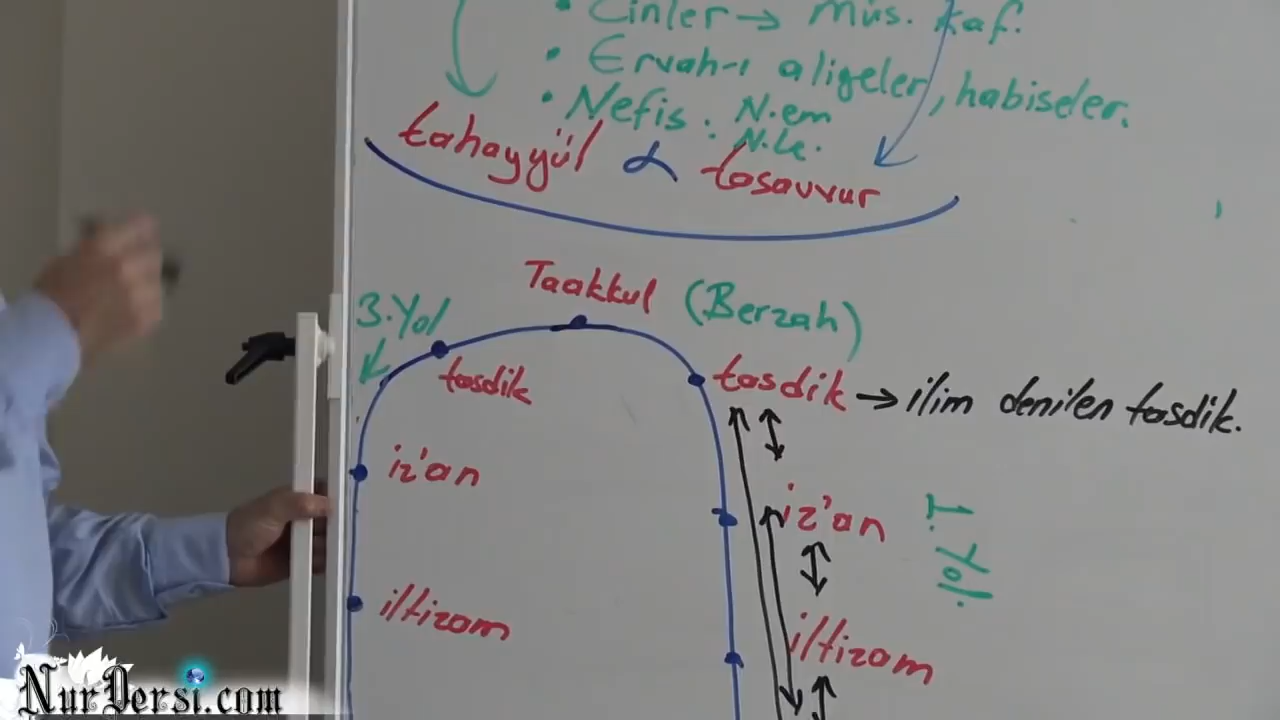 • Cinler → Müs. kaf.
• Ervah-ı aliyeler, habiseler.
• Nefis : N.em
N.le.
tahayyül & tasavvur
Taakkul (Berzah)
3.Yol
tasdik
tasdik → ilim denilen tasdik.
iz'an
iz'an
1. Yol.
iltizam
iltizam
NurDersi.com